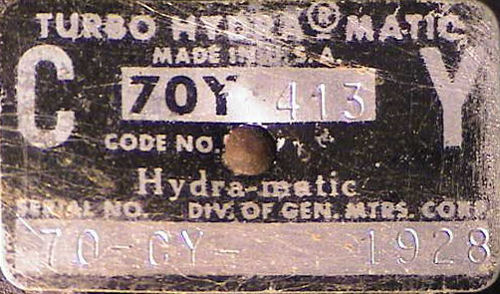 TURBO HYDRA® MATIC
MADE IN U.S.A.
C 70Y 413 Y
CODE NO.
Hydra-matic
SERIAL NO. DIV. OF GEN. MTRS. CORP.
70-CY- 1928